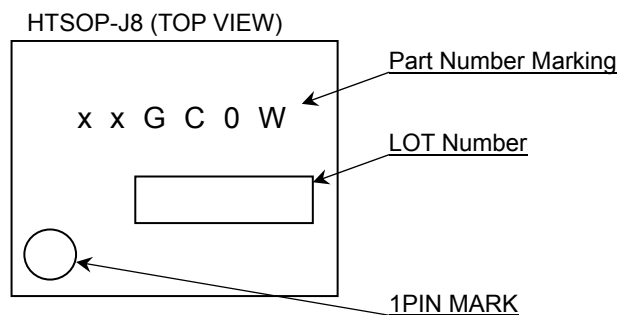 HTSOP-J8 (TOP VIEW)
Part Number Marking
x x G C 0 W
LOT Number
1PIN MARK